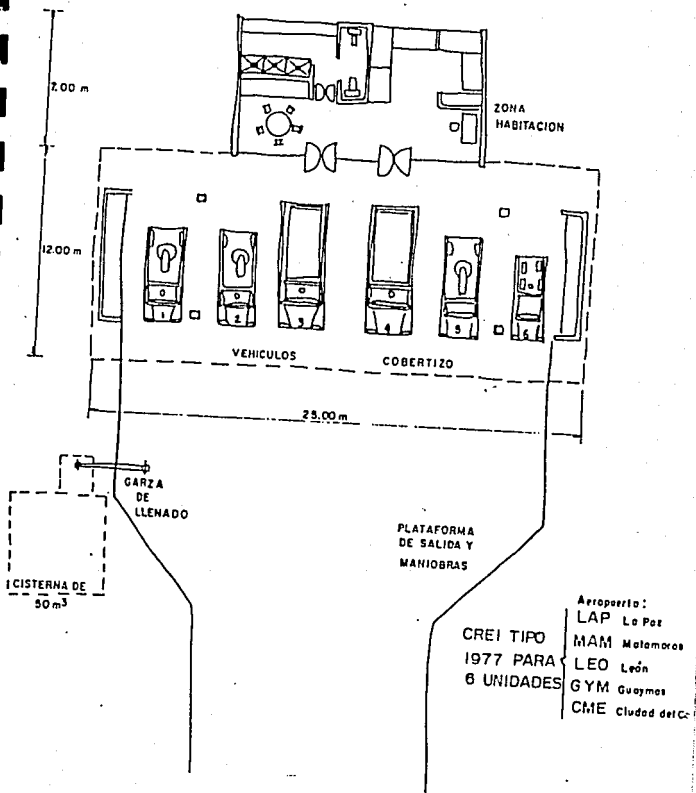 7.00 m
ZONA
HABITACION
12.00 m
1 2 3 4 5 6
VEHICULOS COBERTIZO
25.00 m
GARZA
DE
LLENADO
CISTERNA DE
50 m³
PLATAFORMA
DE SALIDA Y
MANIOBRAS
CREI TIPO
1977 PARA
6 UNIDADES
Aeropuerto:
LAP La Paz
MAM Matamoros
LEO León
GYM Guaymas
CME Ciudad del Ca